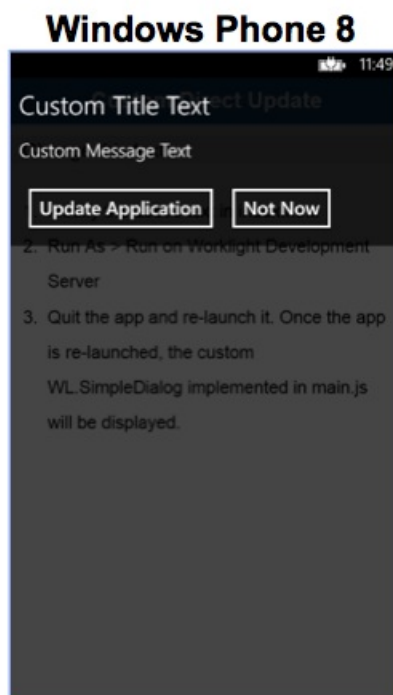 Windows Phone 8
11:49
Direct Update
Custom Title Text
Custom Message Text
Update Application
Not Now
2. Run As > Run on Worklight Development
Server
3. Quit the app and re-launch it. Once the app
is re-launched, the custom
WL.SimpleDialog implemented in main.js
will be displayed.